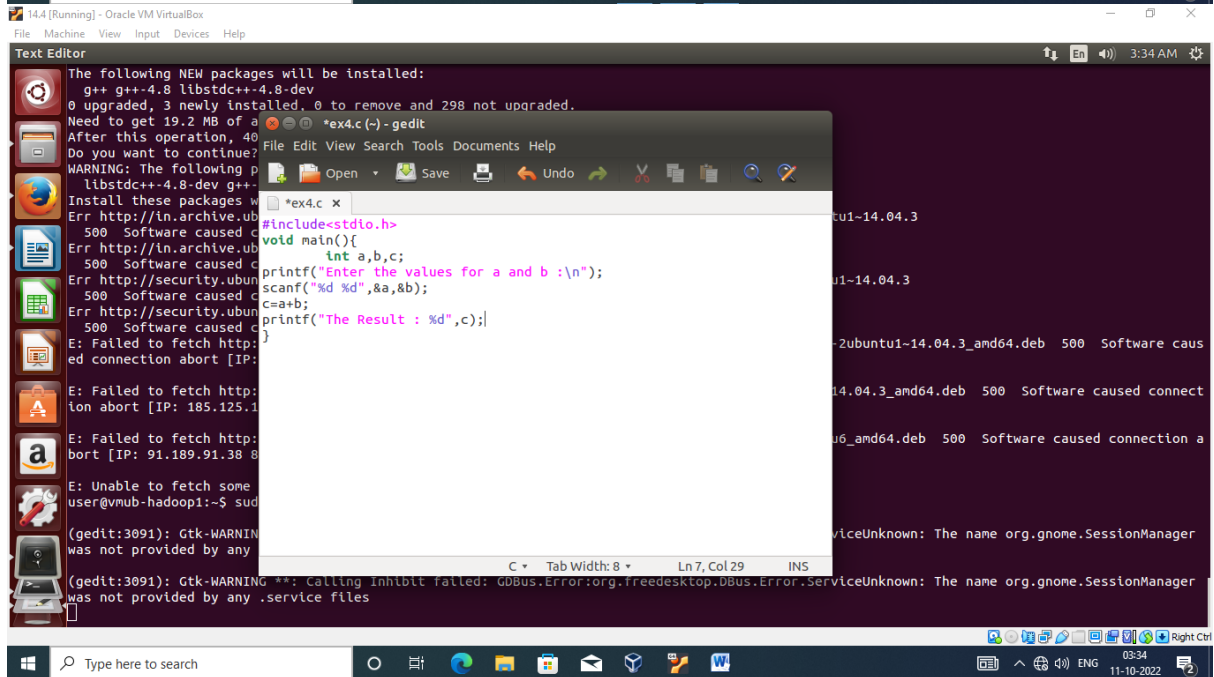 14.4 [Running] - Oracle VM VirtualBox
File Machine View Input Devices Help
Text Editor
En 3:34 AM
The following NEW packages will be installed:
g++ g++-4.8 libstdc++-4.8-dev
0 upgraded, 3 newly installed, 0 to remove and 298 not upgraded.
Need to get 19.2 MB of a
After this operation, 40
Do you want to continue?
WARNING: The following p
libstdc++-4.8-dev g++-
Install these packages w
Err http://in.archive.ub tu1~14.04.3
500 Software caused c
Err http://in.archive.ub
500 Software caused c
Err http://security.ubun u1~14.04.3
500 Software caused c
Err http://security.ubun
500 Software caused c
E: Failed to fetch http: -2ubuntu1~14.04.3_amd64.deb 500 Software caus
ed connection abort [IP:
E: Failed to fetch http: 14.04.3_amd64.deb 500 Software caused connect
ion abort [IP: 185.125.1
E: Failed to fetch http: u6_amd64.deb 500 Software caused connection a
bort [IP: 91.189.91.38 8
E: Unable to fetch some
user@vmub-hadoop1:~$ sud
(gedit:3091): Gtk-WARNIN viceUnknown: The name org.gnome.SessionManager
was not provided by any
(gedit:3091): Gtk-WARNING **: Calling Inhibit failed: GDBus.Error:org.freedesktop.DBus.Error.ServiceUnknown: The name org.gnome.SessionManager
was not provided by any .service files
*ex4.c (~) - gedit
File Edit View Search Tools Documents Help
Open Save Undo
*ex4.c
#include<stdio.h>
void main(){
int a,b,c;
printf("Enter the values for a and b :\n");
scanf("%d %d",&a,&b);
c=a+b;
printf("The Result : %d",c);
}
C Tab Width: 8 Ln 7, Col 29 INS
Right Ctrl
Type here to search
ENG
03:34
11-10-2022
2